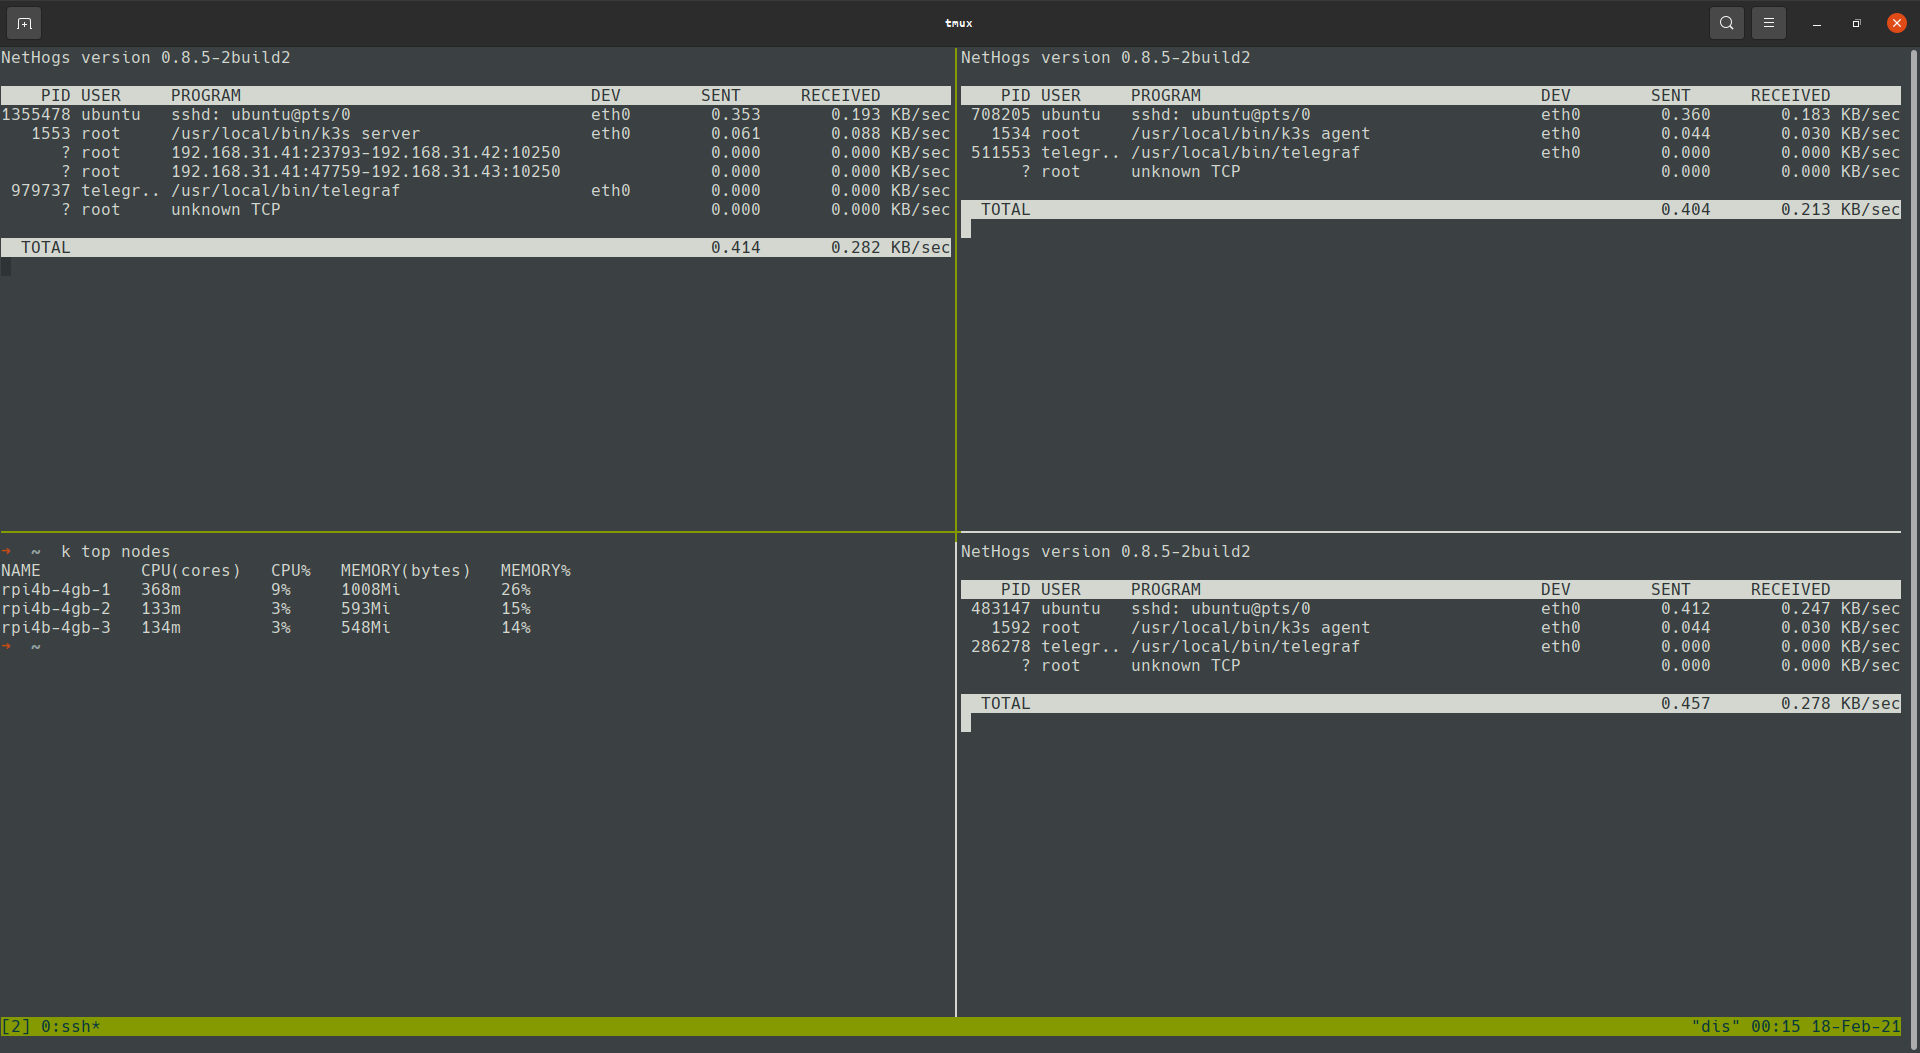 tmux
NetHogs version 0.8.5-2build2
PID USER PROGRAM DEV SENT RECEIVED
1355478 ubuntu sshd: ubuntu@pts/0 eth0 0.353 0.193 KB/sec
1553 root /usr/local/bin/k3s server eth0 0.061 0.088 KB/sec
? root 192.168.31.41:23793-192.168.31.42:10250 0.000 0.000 KB/sec
? root 192.168.31.41:47759-192.168.31.43:10250 0.000 0.000 KB/sec
979737 telegr.. /usr/local/bin/telegraf eth0 0.000 0.000 KB/sec
? root unknown TCP 0.000 0.000 KB/sec
TOTAL 0.414 0.282 KB/sec
NetHogs version 0.8.5-2build2
PID USER PROGRAM DEV SENT RECEIVED
708205 ubuntu sshd: ubuntu@pts/0 eth0 0.360 0.183 KB/sec
1534 root /usr/local/bin/k3s agent eth0 0.044 0.030 KB/sec
511553 telegr.. /usr/local/bin/telegraf eth0 0.000 0.000 KB/sec
? root unknown TCP 0.000 0.000 KB/sec
TOTAL 0.404 0.213 KB/sec
➜ ~ k top nodes
NAME CPU(cores) CPU% MEMORY(bytes) MEMORY%
rpi4b-4gb-1 368m 9% 1008Mi 26%
rpi4b-4gb-2 133m 3% 593Mi 15%
rpi4b-4gb-3 134m 3% 548Mi 14%
➜ ~
NetHogs version 0.8.5-2build2
PID USER PROGRAM DEV SENT RECEIVED
483147 ubuntu sshd: ubuntu@pts/0 eth0 0.412 0.247 KB/sec
1592 root /usr/local/bin/k3s agent eth0 0.044 0.030 KB/sec
286278 telegr.. /usr/local/bin/telegraf eth0 0.000 0.000 KB/sec
? root unknown TCP 0.000 0.000 KB/sec
TOTAL 0.457 0.278 KB/sec
[2] 0:ssh* "dis" 00:15 18-Feb-21